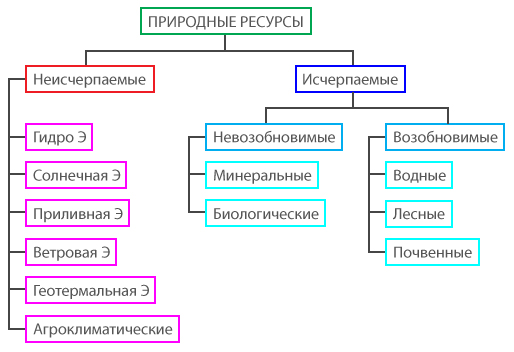 ПРИРОДНЫЕ РЕСУРСЫ
Неисчерпаемые
Исчерпаемые
Гидро Э
Солнечная Э
Приливная Э
Ветровая Э
Геотермальная Э
Агроклиматические
Невозобновимые
Минеральные
Биологические
Возобновимые
Водные
Лесные
Почвенные